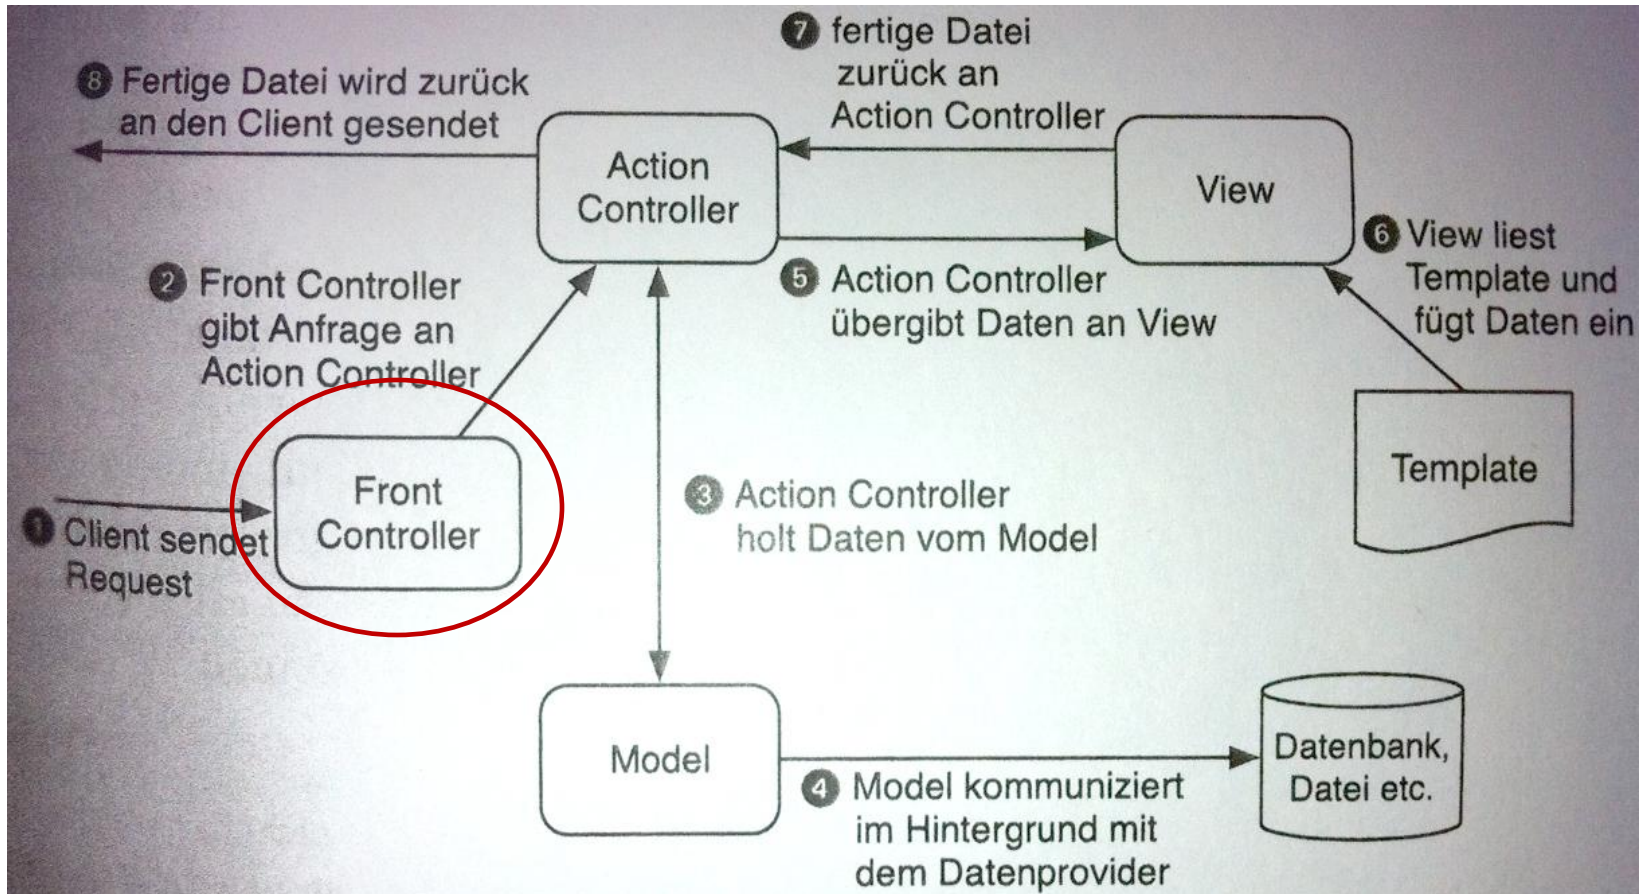 ❼ fertige Datei
zurück an
Action Controller
❽ Fertige Datei wird zurück
an den Client gesendet
Action
Controller
View
❻ View liest
Template und
fügt Daten ein
❷ Front Controller
gibt Anfrage an
Action Controller
❺ Action Controller
übergibt Daten an View
Front
Controller
❶ Client sendet
Request
❸ Action Controller
holt Daten vom Model
Template
Model
❹ Model kommuniziert
im Hintergrund mit
dem Datenprovider
Datenbank,
Datei etc.